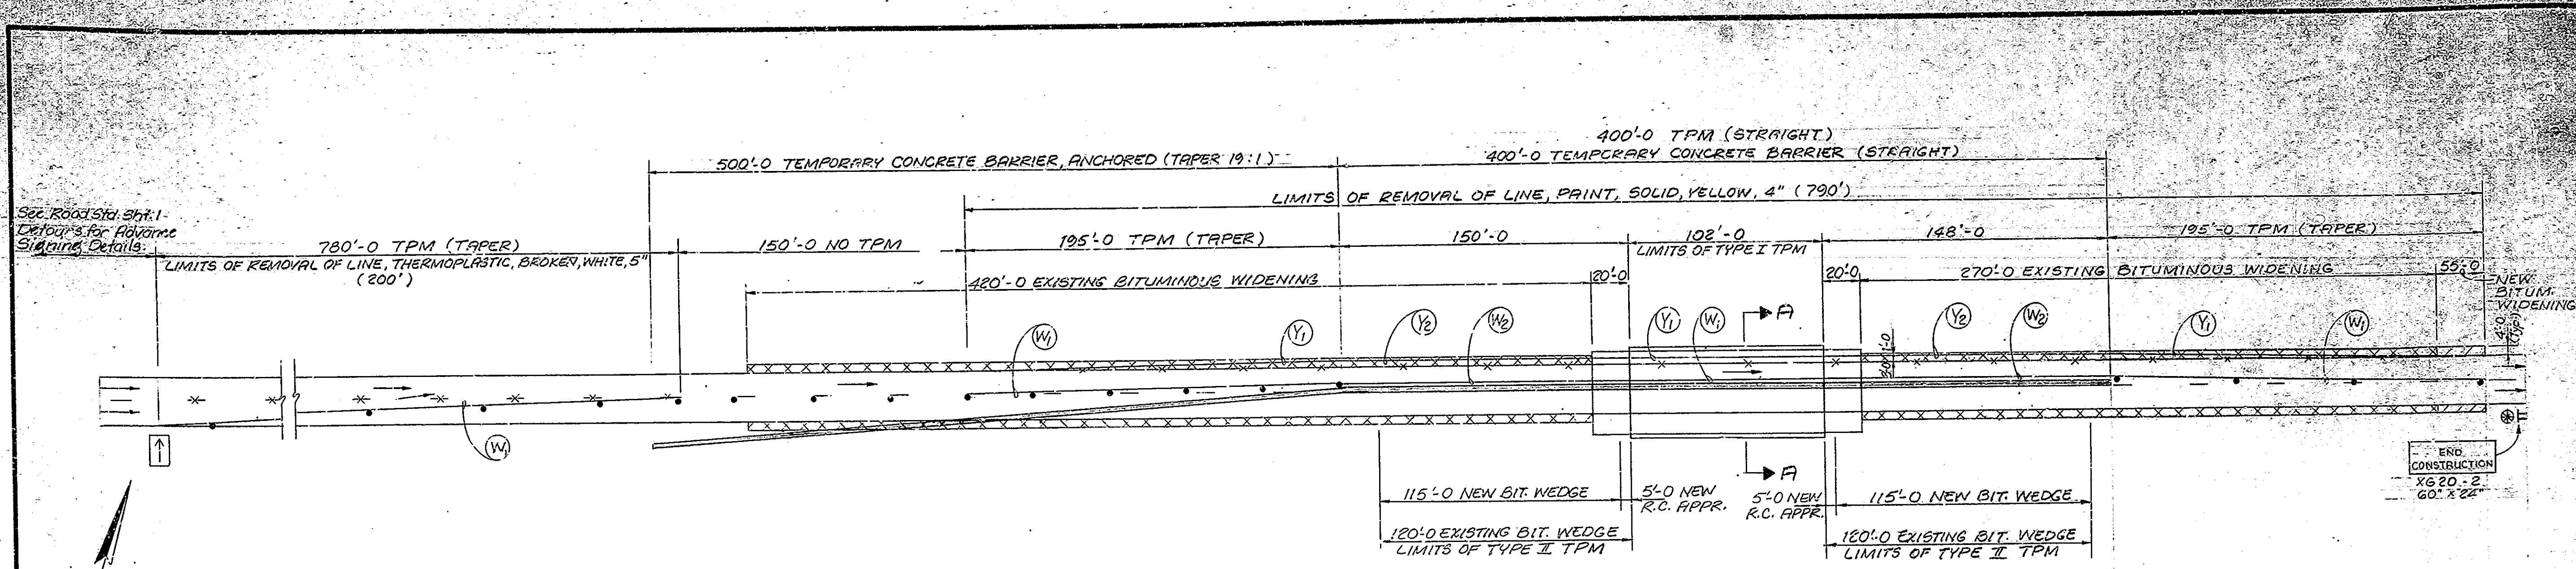 400'-0 TPM (STRAIGHT)
500'-0 TEMPORARY CONCRETE BARRIER, ANCHORED (TAPER 19:1)
400'-0 TEMPORARY CONCRETE BARRIER (STRAIGHT)
LIMITS OF REMOVAL OF LINE, PAINT, SOLID, YELLOW, 4" (790')
See Road Std. Sht. 1
Detours for Advance
Signing Details.
780'-0 TPM (TAPER)
150'-0 NO TPM
195'-0 TPM (TAPER)
150'-0
102'-0
148'-0
195'-0 TPM (TAPER)
LIMITS OF REMOVAL OF LINE, THERMOPLASTIC, BROKEN, WHITE, 5"
(200')
LIMITS OF TYPE I TPM
420'-0 EXISTING BITUMINOUS WIDENING
20'-0
20'-0
270'-0 EXISTING BITUMINOUS WIDENING
55'-0
NEW
BITUM.
WIDENING
W1
Y1
Y2
W2
Y1
W1
A
Y2
W2
Y1
W1
4'-0
(Typ.)
W1
A
END
CONSTRUCTION
XG 20-2
60" X 24"
115'-0 NEW BIT. WEDGE
5'-0 NEW
R.C. APPR.
5'-0 NEW
R.C. APPR.
115'-0 NEW BIT. WEDGE
120'-0 EXISTING BIT. WEDGE
LIMITS OF TYPE II TPM
120'-0 EXISTING BIT. WEDGE
LIMITS OF TYPE II TPM